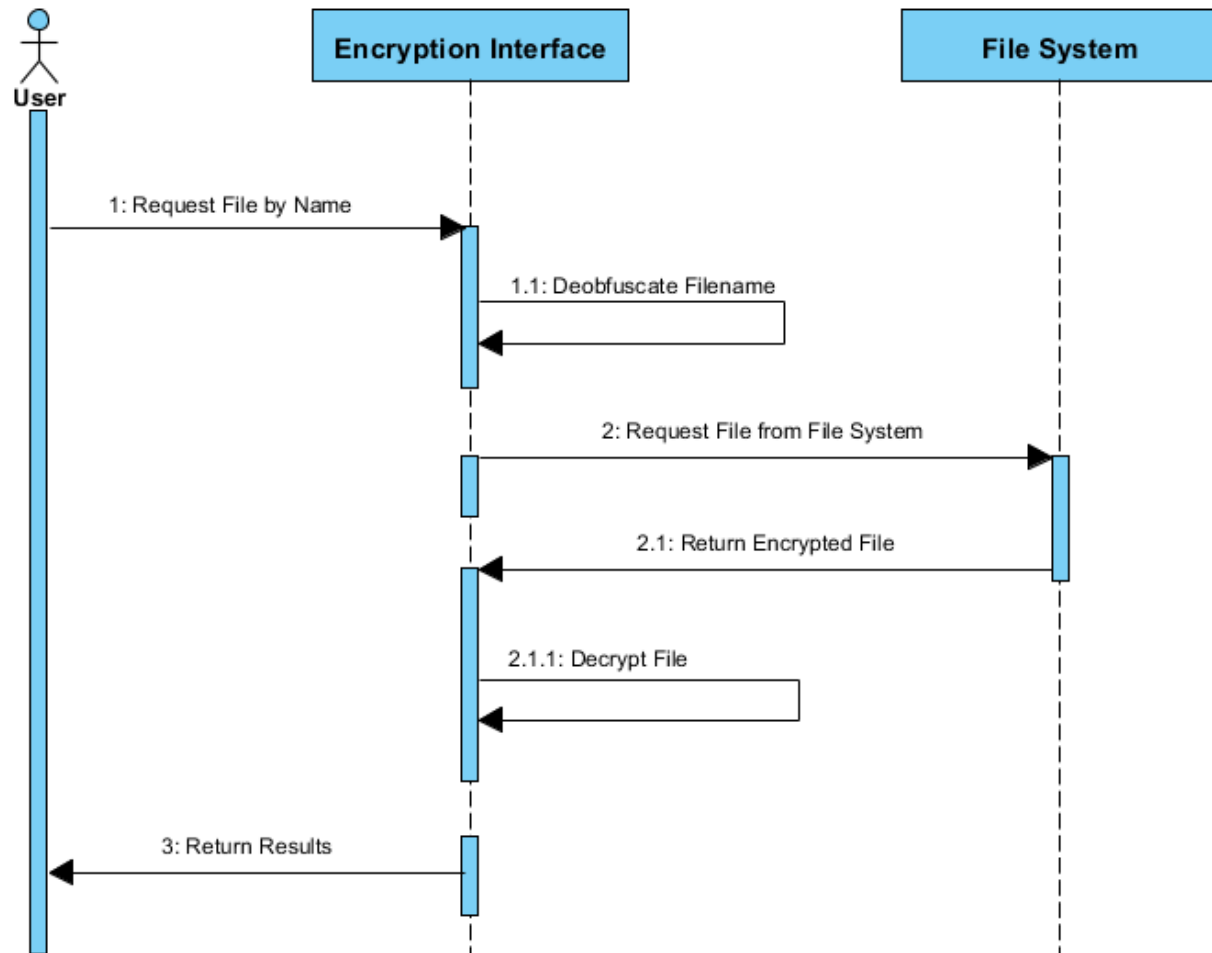 Encryption Interface
File System
User
1: Request File by Name
1.1: Deobfuscate Filename
2: Request File from File System
2.1: Return Encrypted File
2.1.1: Decrypt File
3: Return Results